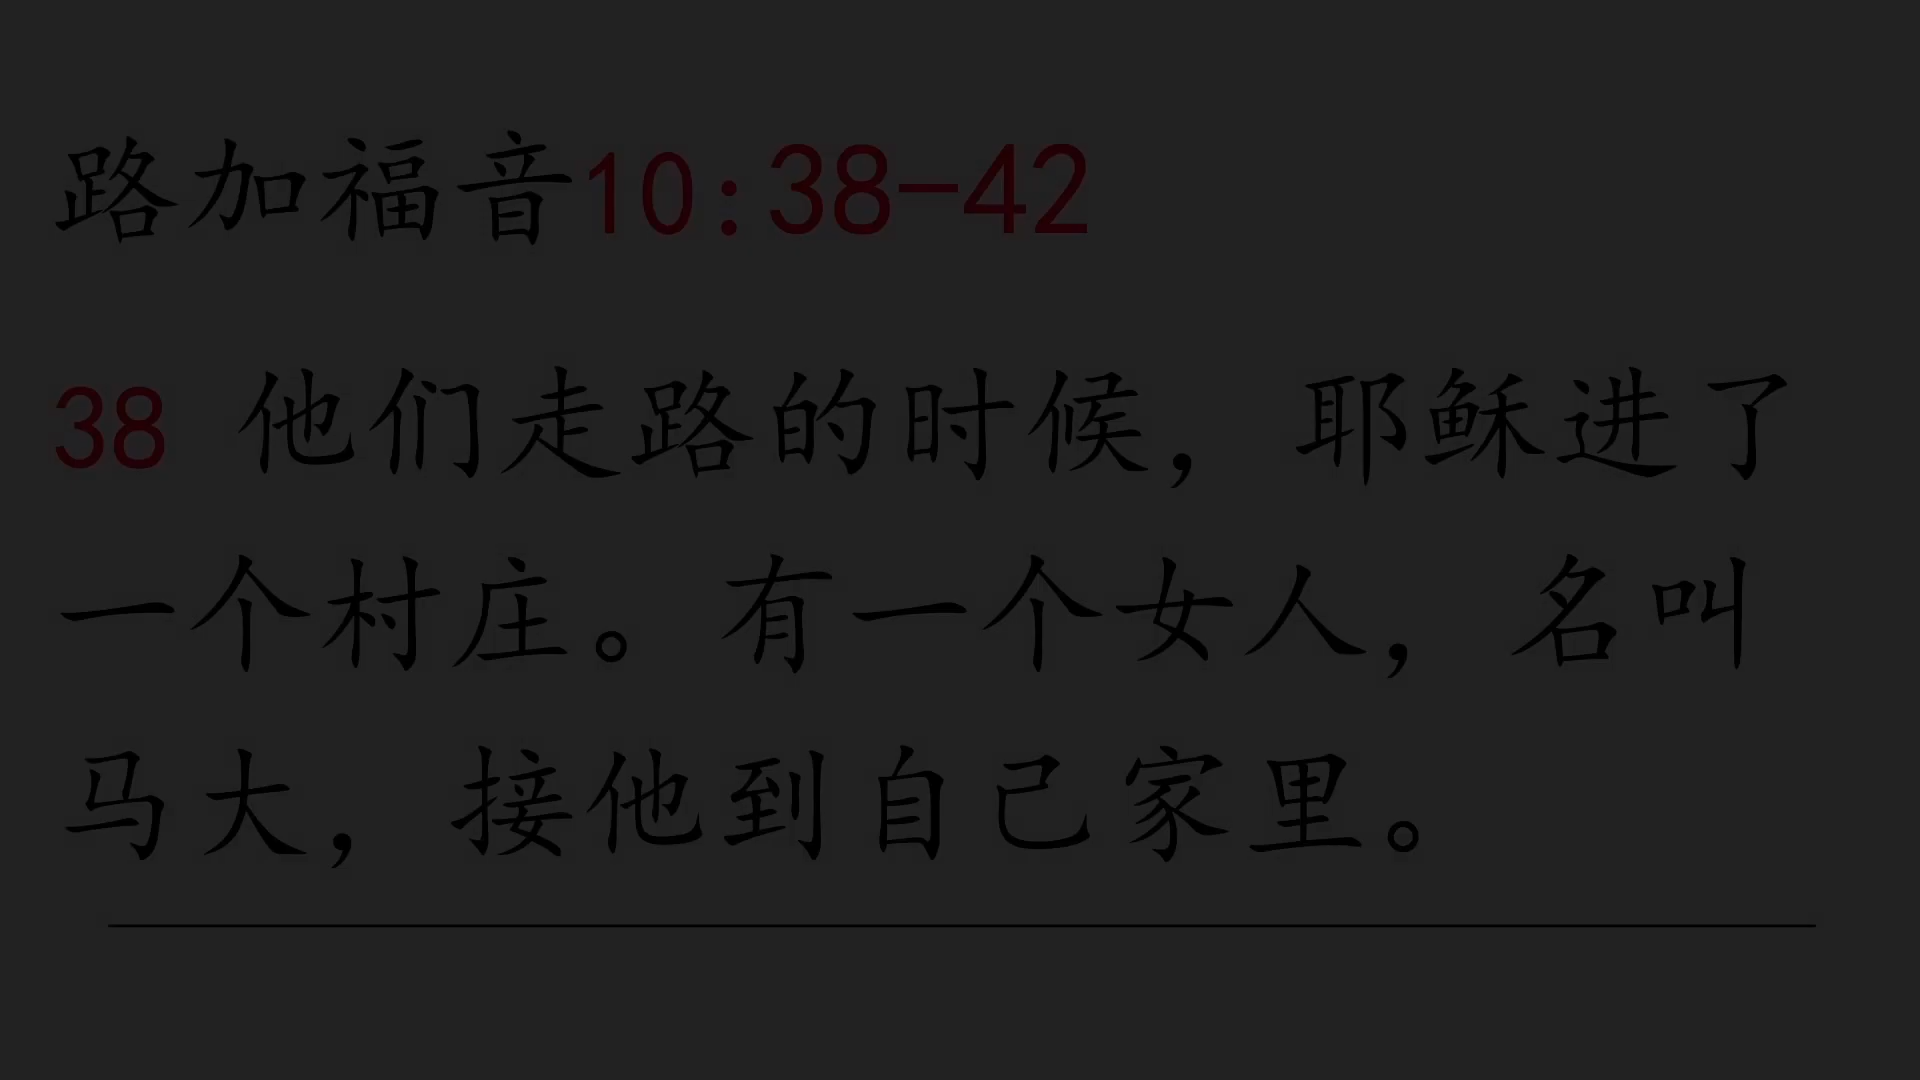 路加福音10:38-42
38 他们走路的时候，耶稣进了
一个村庄。有一个女人，名叫
马大，接他到自己家里。